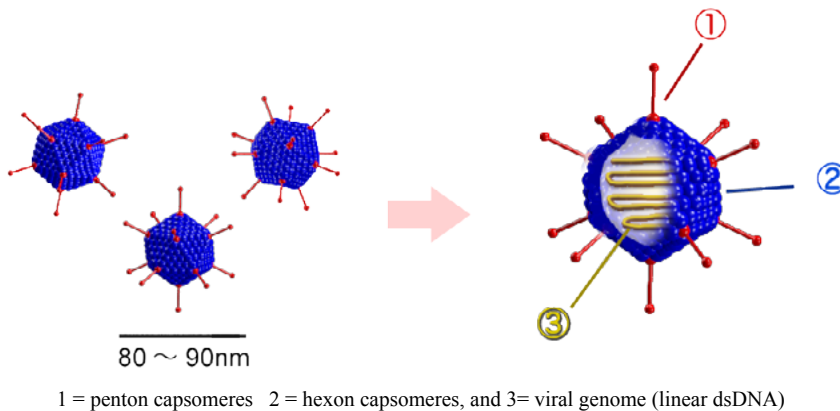 ①
②
③
80 ～ 90nm
1 = penton capsomeres 2 = hexon capsomeres, and 3= viral genome (linear dsDNA)